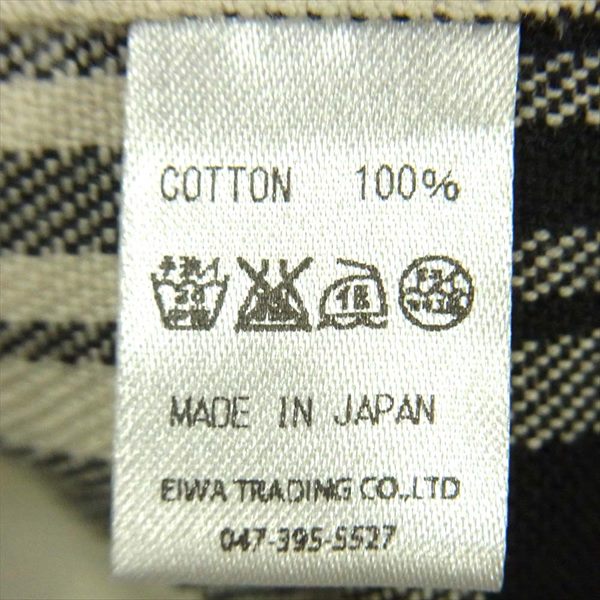 COTTON 100%
MADE IN JAPAN
EIWA TRADING CO.,LTD
047-395-5527